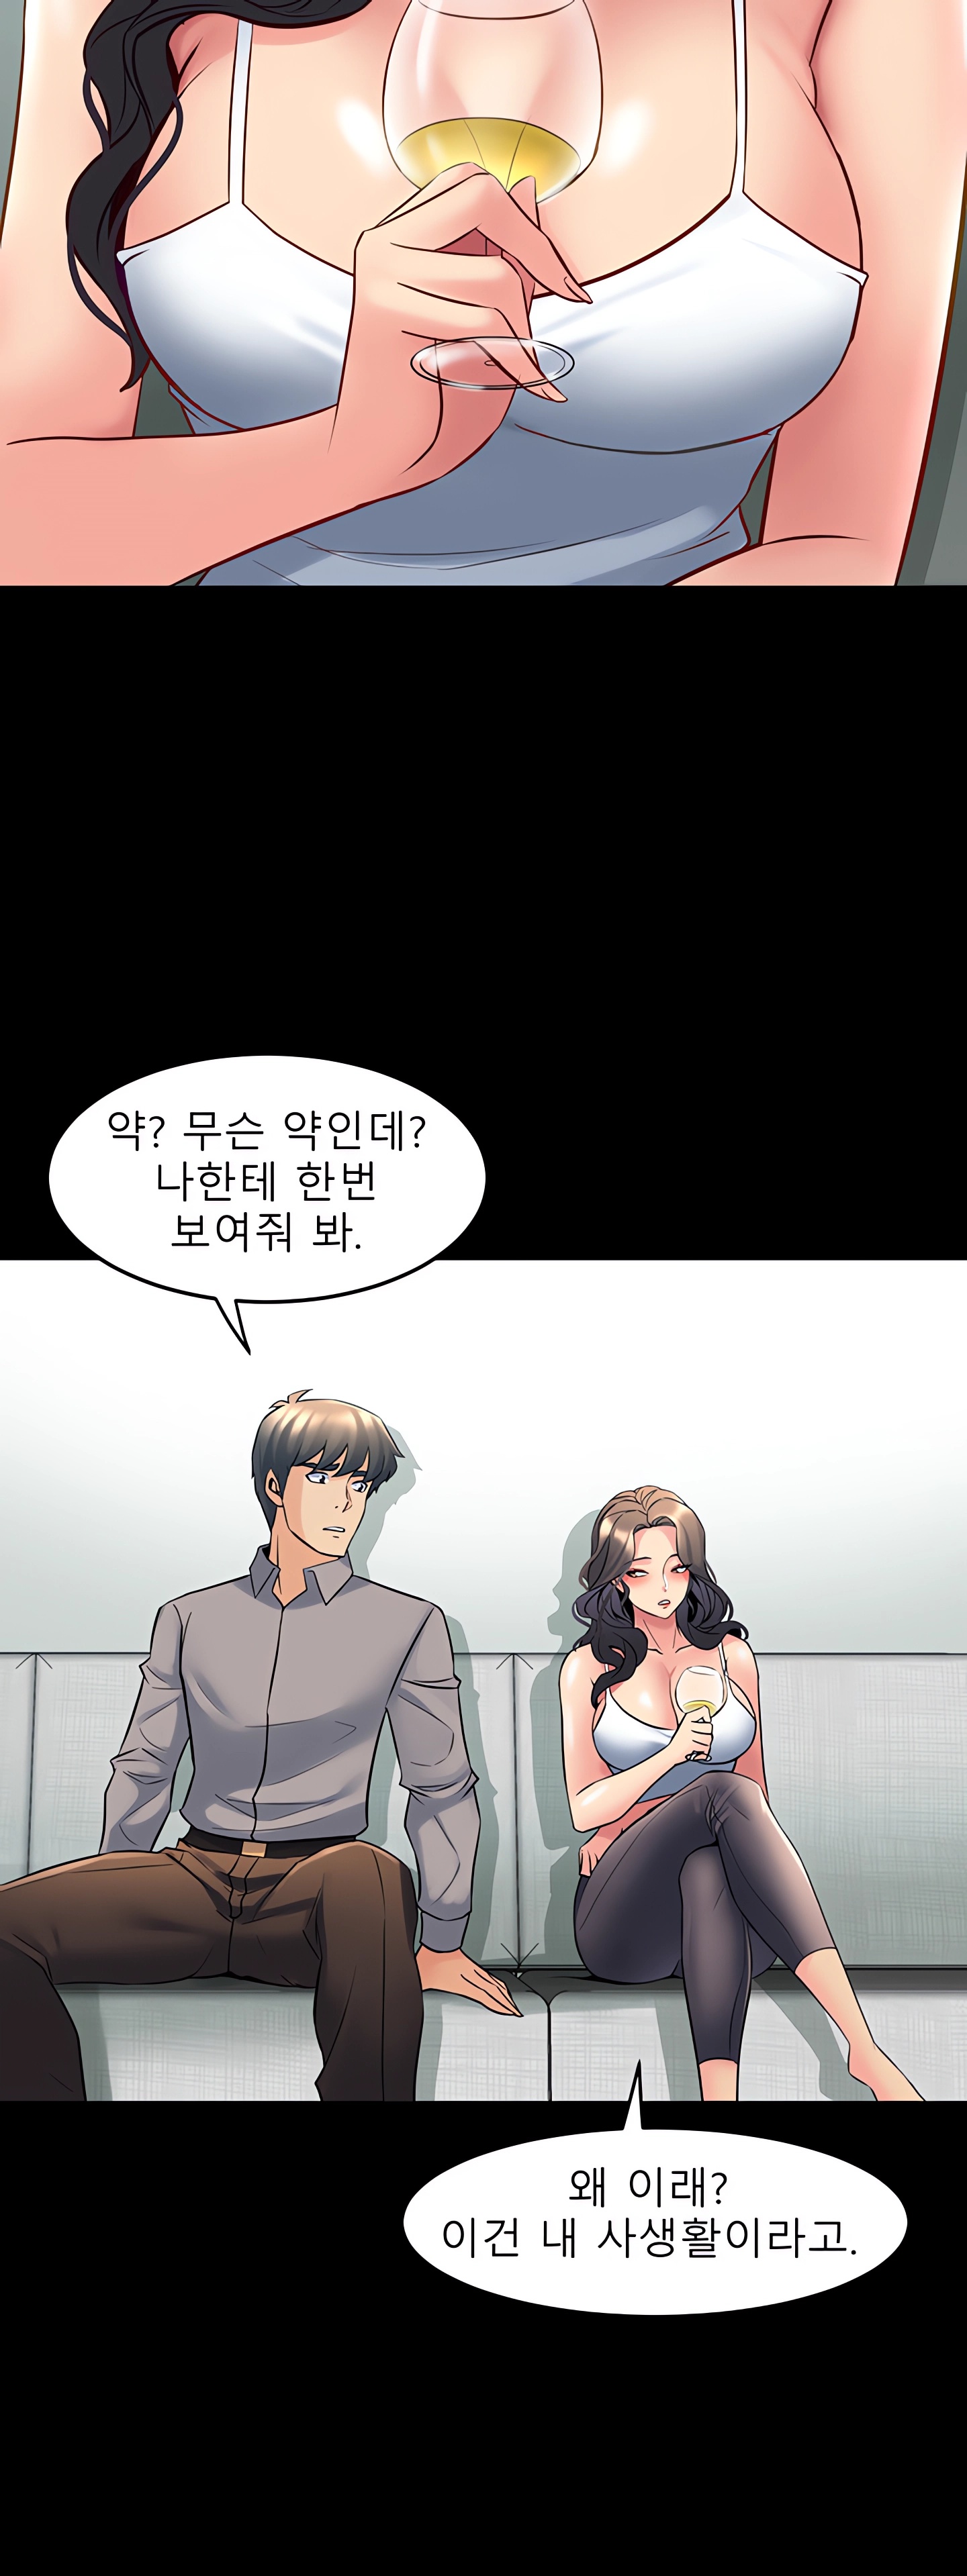 약? 무슨 약인데?
나한테 한번
보여줘 봐.
왜 이래?
이건 내 사생활이라고.